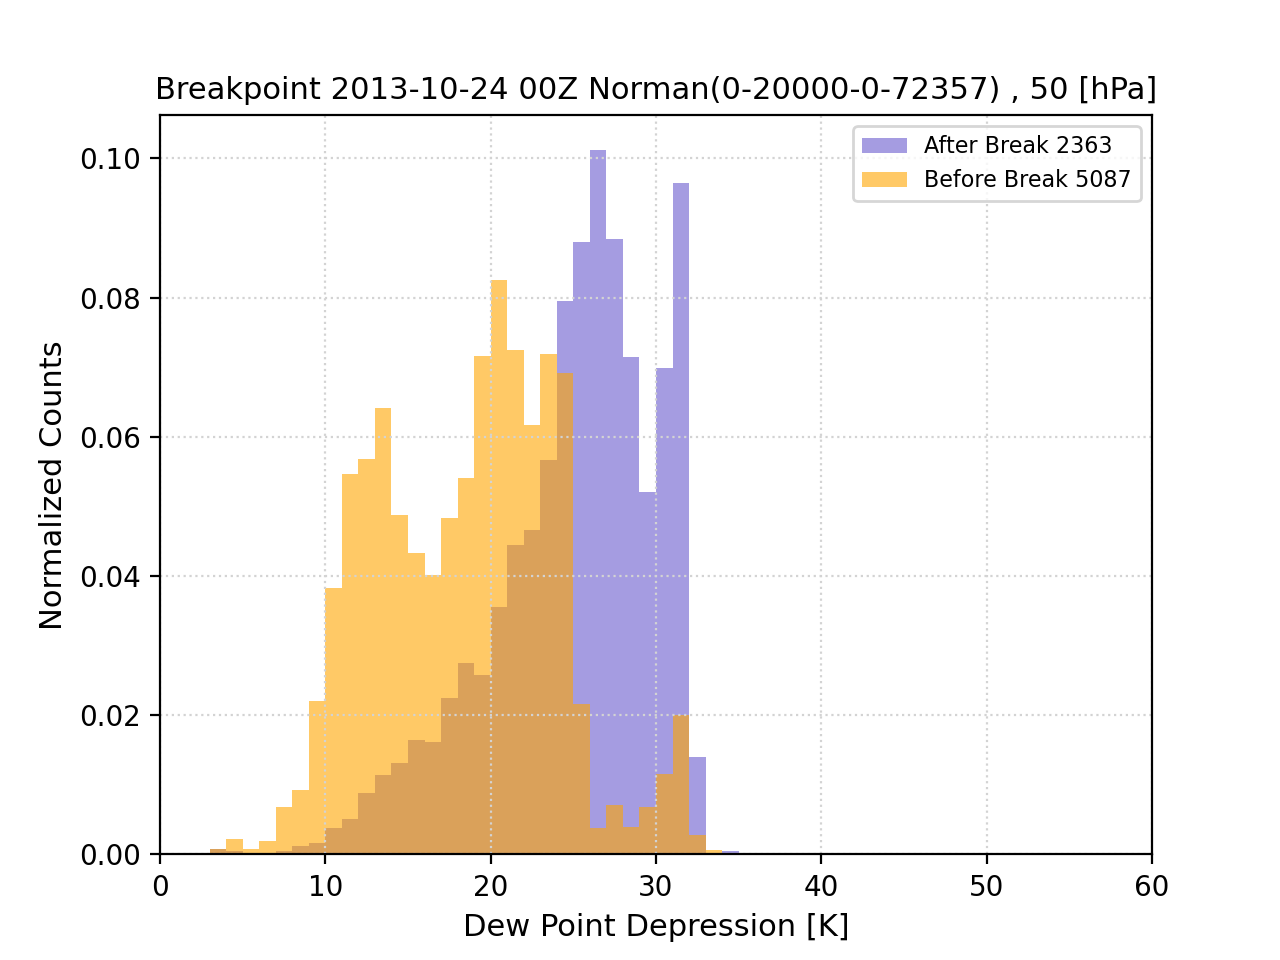 Breakpoint 2013-10-24 00Z Norman(0-20000-0-72357) , 50 [hPa]
After Break 2363
Before Break 5087
Normalized Counts
0.10
0.08
0.06
0.04
0.02
0.00
0 10 20 30 40 50 60
Dew Point Depression [K]